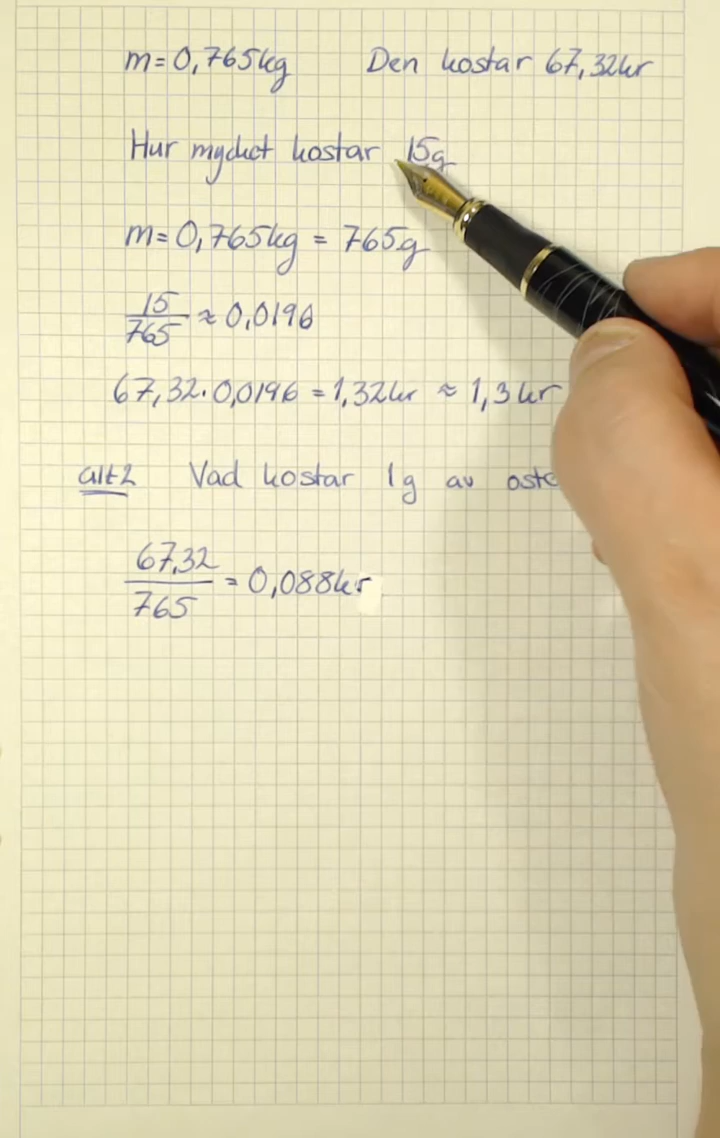 m=0,765kg Den kostar 67,32kr
Hur mycket kostar 15g
m=0,765kg = 765g
15/765 ≈ 0,0196
67,32·0,0196 = 1,32kr ≈ 1,3kr
alt2 Vad kostar 1g av oste
67,32/765 = 0,088kr